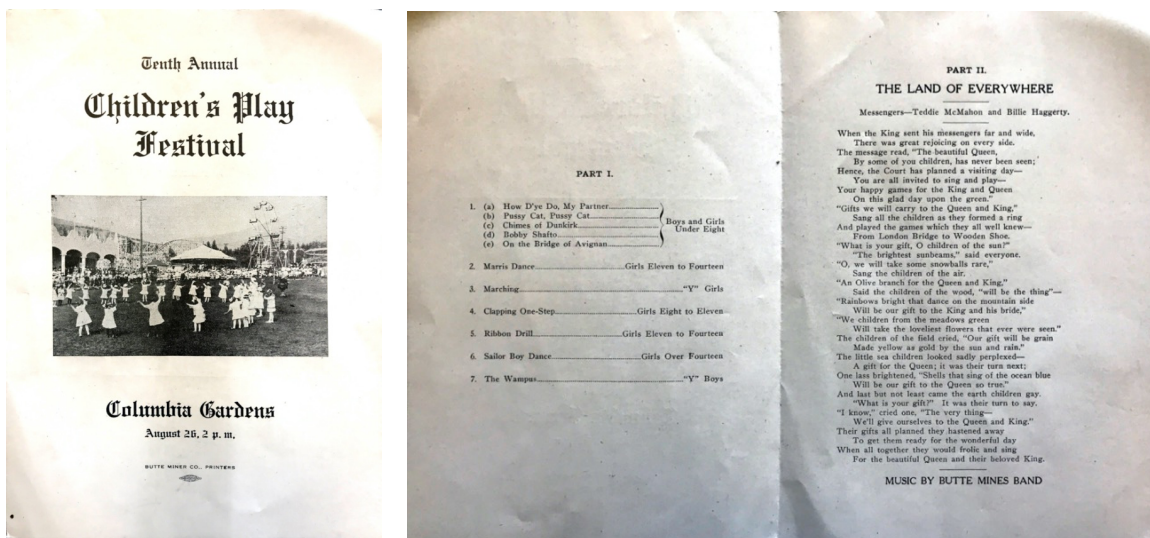 Tenth Annual
Children's Play
Festival
Columbia Gardens
August 26, 2 p. m.
BUTTE MINER CO., PRINTERS
PART I.
1. (a) How D'ye Do, My Partner
(b) Pussy Cat, Pussy Cat
(c) Chimes of Dunkirk
(d) Bobby Shafto
(e) On the Bridge of Avignan
Boys and Girls
Under Eight
2. Marris Dance Girls Eleven to Fourteen
3. Marching "Y" Girls
4. Clapping One-Step Girls Eight to Eleven
5. Ribbon Drill Girls Eleven to Fourteen
6. Sailor Boy Dance Girls Over Fourteen
7. The Wampus "Y" Boys
PART II.
THE LAND OF EVERYWHERE
Messengers—Teddie McMahon and Billie Haggerty.
When the King sent his messengers far and wide,
There was great rejoicing on every side.
The message read, "The beautiful Queen,
By some of you children, has never been seen;
Hence, the Court has planned a visiting day—
You are all invited to sing and play—
Your happy games for the King and Queen
On this glad day upon the green."
"Gifts we will carry to the Queen and King,"
Sang all the children as they formed a ring
And played the games which they all well knew—
From London Bridge to Wooden Shoe.
"What is your gift, O children of the sun?"
"The brightest sunbeams," said everyone.
"O, we will take some snowballs rare,"
Sang the children of the air.
"An Olive branch for the Queen and King,"
Said the children of the wood, "will be the thing"—
"Rainbows bright that dance on the mountain side
Will be our gift to the King and his bride,"
"We children from the meadows green
Will take the loveliest flowers that ever were seen."
The children of the field cried, "Our gift will be grain
Made yellow as gold by the sun and rain."
The little sea children looked sadly perplexed—
A gift for the Queen; it was their turn next;
One lass brightened, "Shells that sing of the ocean blue
Will be our gift to the Queen so true."
And last but not least came the earth children gay.
"What is your gift?" It was their turn to say.
"I know," cried one, "The very thing—
We'll give ourselves to the Queen and King."
Their gifts all planned they hastened away
To get them ready for the wonderful day
When all together they would frolic and sing
For the beautiful Queen and their beloved King.
MUSIC BY BUTTE MINES BAND